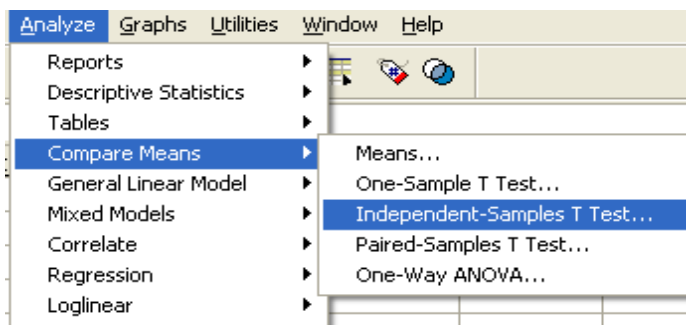 Analyze Graphs Utilities Window Help
Reports
Descriptive Statistics
Tables
Compare Means
General Linear Model
Mixed Models
Correlate
Regression
Loglinear
Means...
One-Sample T Test...
Independent-Samples T Test...
Paired-Samples T Test...
One-Way ANOVA...